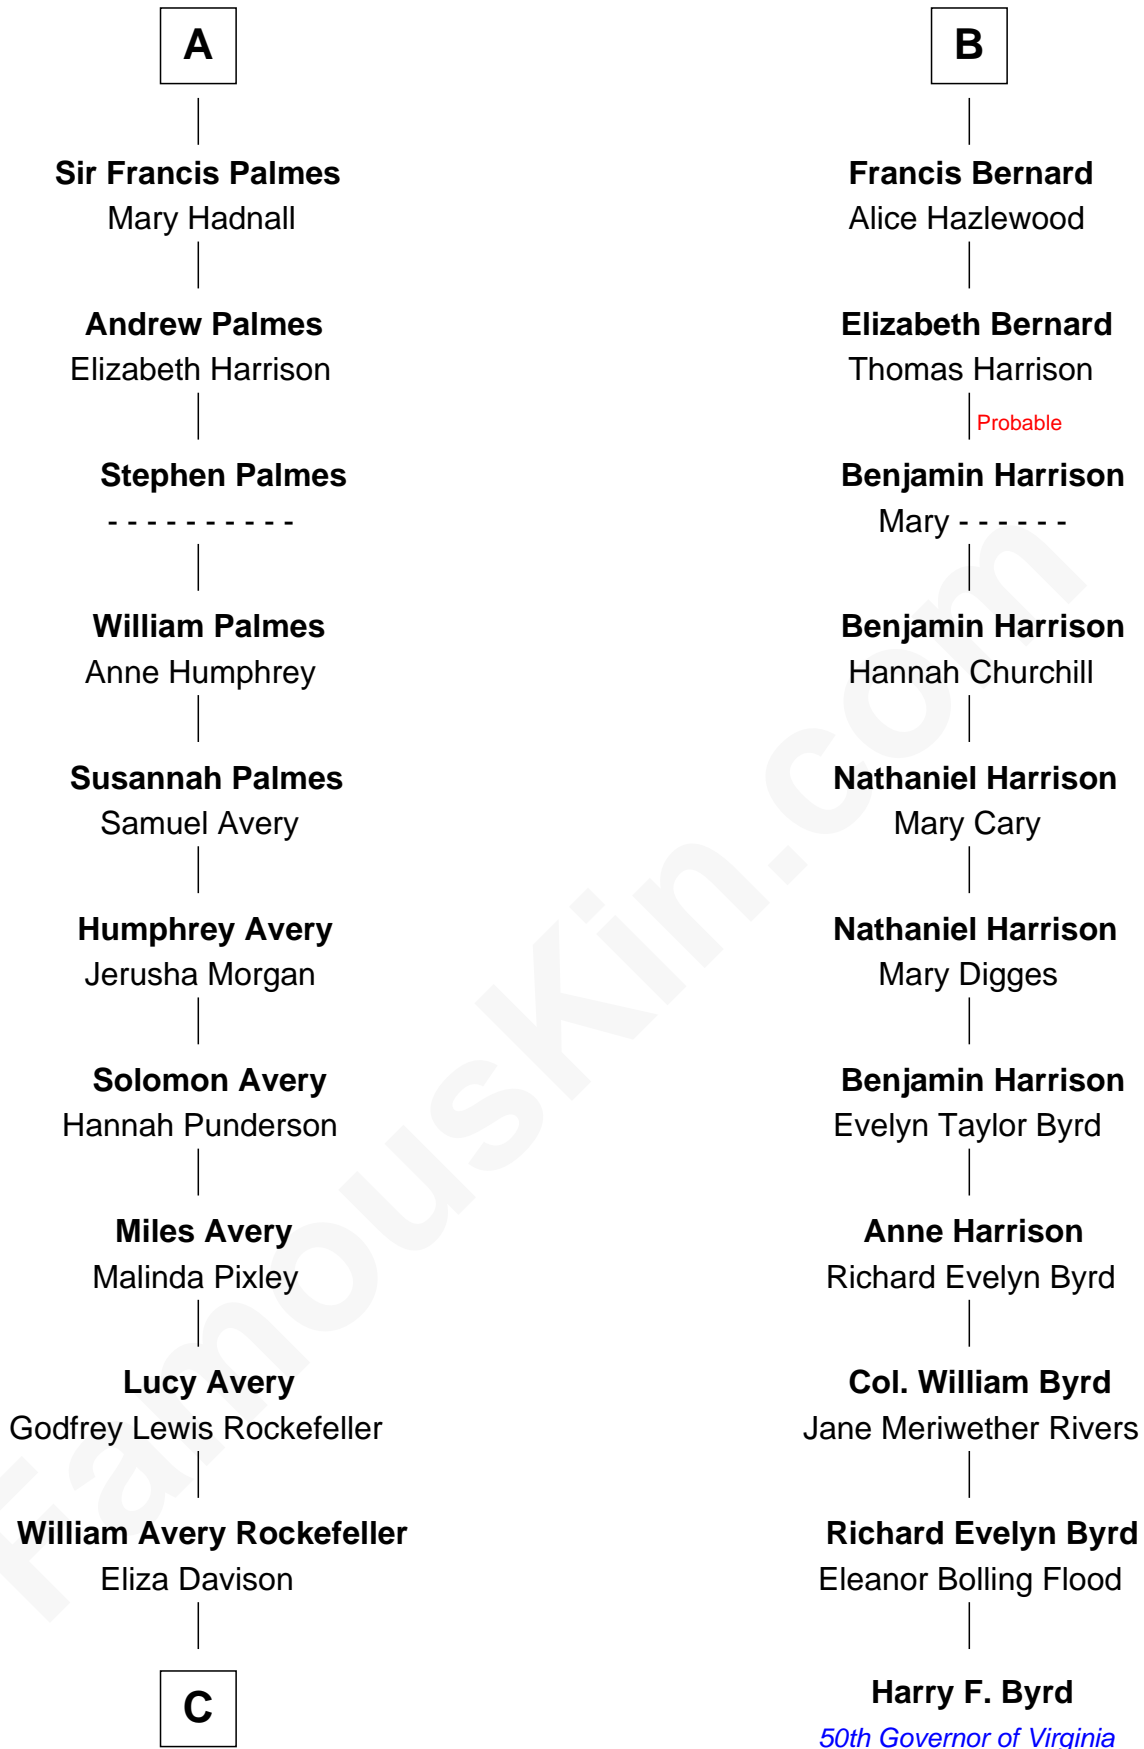 A
Sir Francis Palmes
Mary Hadnall
Andrew Palmes
Elizabeth Harrison
Stephen Palmes
- - - - - - - - - -
William Palmes
Anne Humphrey
Susannah Palmes
Samuel Avery
Humphrey Avery
Jerusha Morgan
Solomon Avery
Hannah Punderson
Miles Avery
Malinda Pixley
Lucy Avery
Godfrey Lewis Rockefeller
William Avery Rockefeller
Eliza Davison
C
B
Francis Bernard
Alice Hazlewood
Elizabeth Bernard
Thomas Harrison
Probable
Benjamin Harrison
Mary - - - - - -
Benjamin Harrison
Hannah Churchill
Nathaniel Harrison
Mary Cary
Nathaniel Harrison
Mary Digges
Benjamin Harrison
Evelyn Taylor Byrd
Anne Harrison
Richard Evelyn Byrd
Col. William Byrd
Jane Meriwether Rivers
Richard Evelyn Byrd
Eleanor Bolling Flood
Harry F. Byrd
50th Governor of Virginia
FamousKin.com